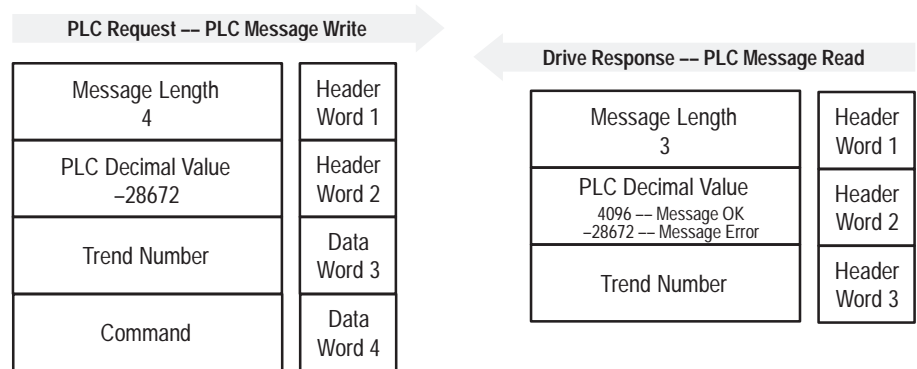 PLC Request –– PLC Message Write
Message Length
4
Header
Word 1
PLC Decimal Value
–28672
Header
Word 2
Trend Number
Data
Word 3
Command
Data
Word 4
Drive Response –– PLC Message Read
Message Length
3
Header
Word 1
PLC Decimal Value
4096 –– Message OK
–28672 –– Message Error
Header
Word 2
Trend Number
Header
Word 3